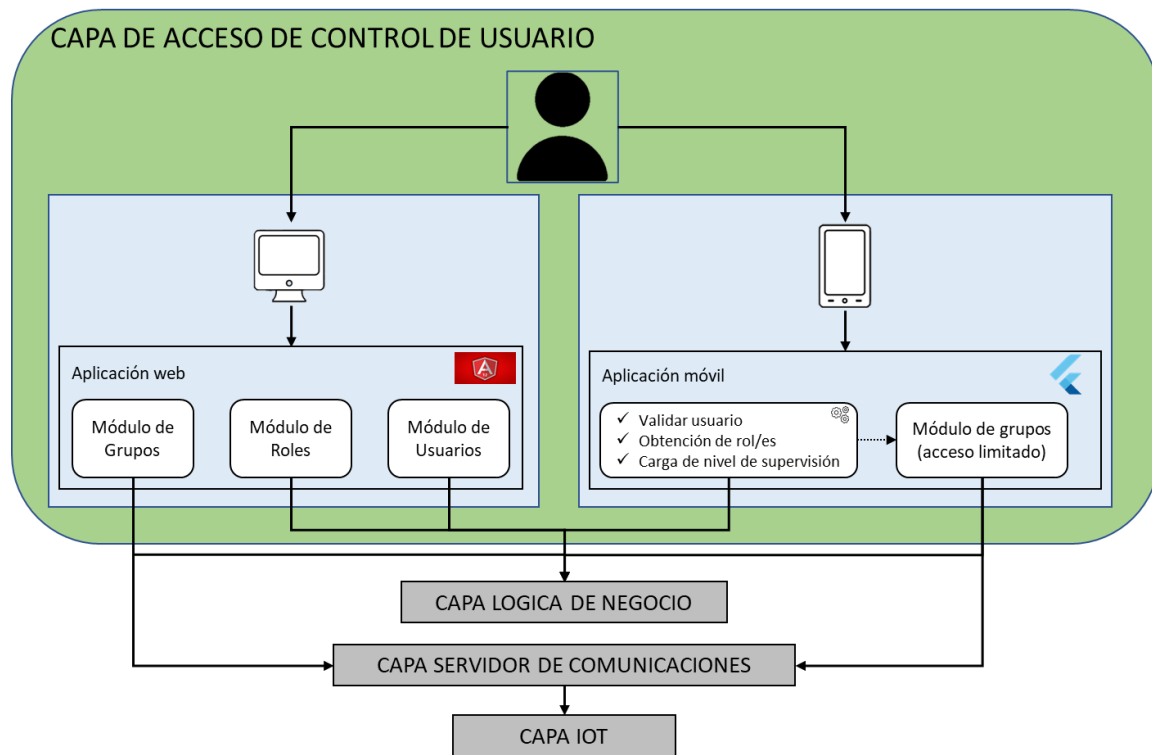 CAPA DE ACCESO DE CONTROL DE USUARIO
Aplicación web
Módulo de
Grupos
Módulo de
Roles
Módulo de
Usuarios
Aplicación móvil
✓ Validar usuario
✓ Obtención de rol/es
✓ Carga de nivel de supervisión
Módulo de grupos
(acceso limitado)
CAPA LOGICA DE NEGOCIO
CAPA SERVIDOR DE COMUNICACIONES
CAPA IOT